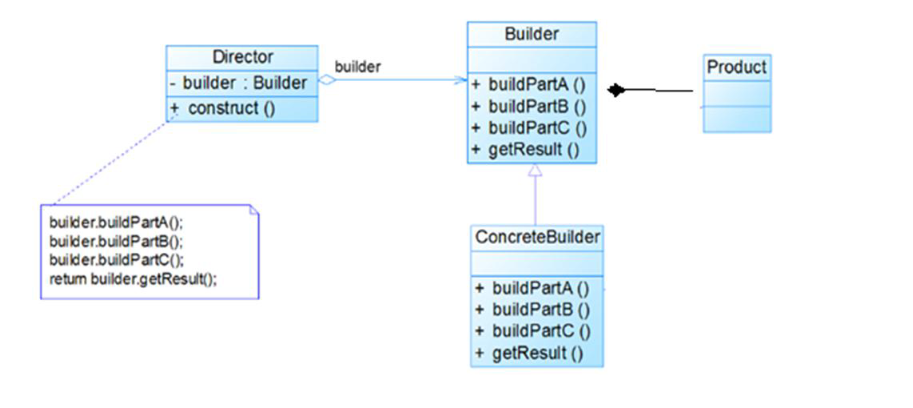 Director
- builder : Builder
+ construct ()
builder
Builder
+ buildPartA ()
+ buildPartB ()
+ buildPartC ()
+ getResult ()
Product
builder.buildPartA();
builder.buildPartB();
builder.buildPartC();
return builder.getResult();
ConcreteBuilder
+ buildPartA ()
+ buildPartB ()
+ buildPartC ()
+ getResult ()